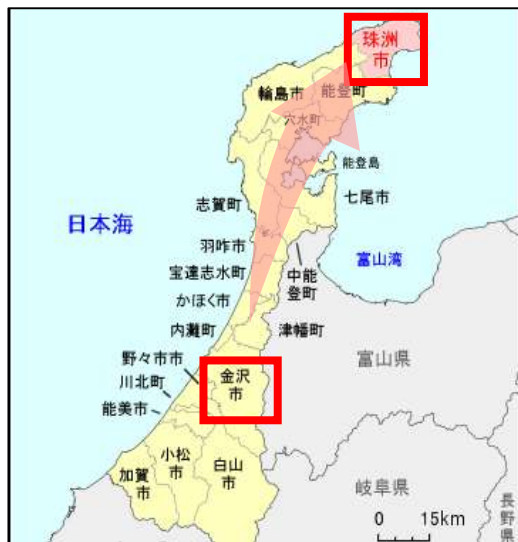 珠洲
市
輪島市
能登町
穴水町
能登島
七尾市
志賀町
日本海
羽咋市
宝達志水町
中能
登町
富山湾
かほく市
内灘町
津幡町
野々市市
富山県
川北町
金沢
市
能美市
小松
市
加賀
市
白山
市
岐阜県
長野県
0 15km